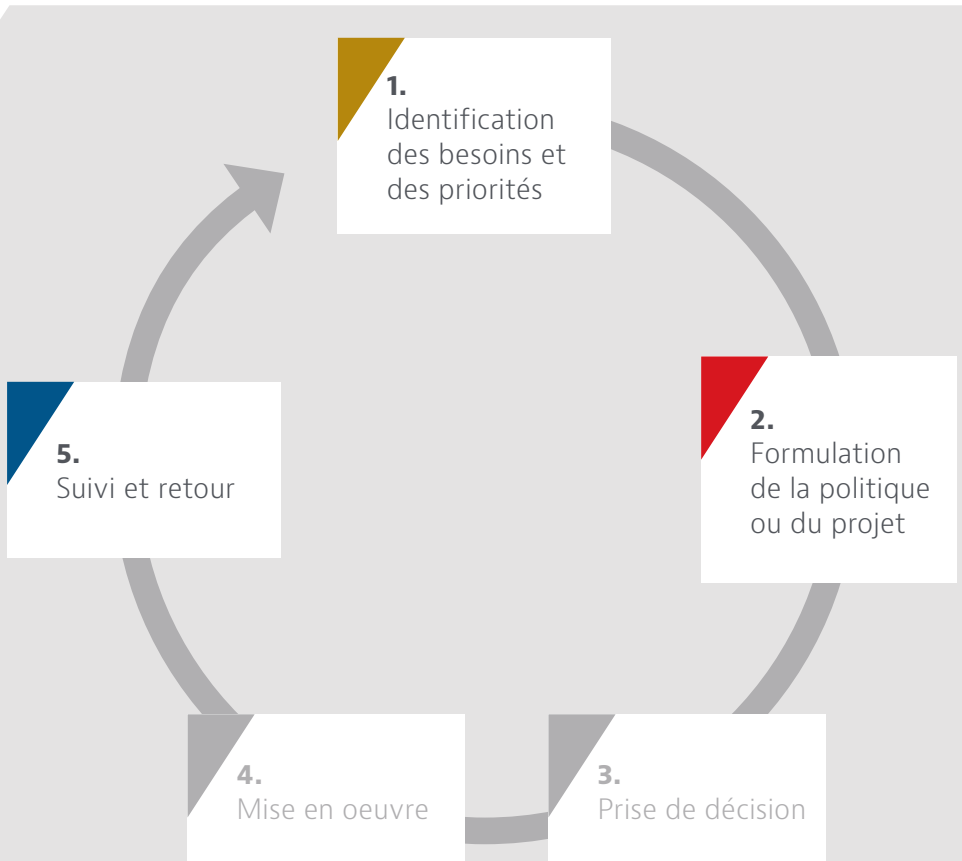 1.
Identification
des besoins et
des priorités
2.
Formulation
de la politique
ou du projet
3.
Prise de décision
4.
Mise en oeuvre
5.
Suivi et retour